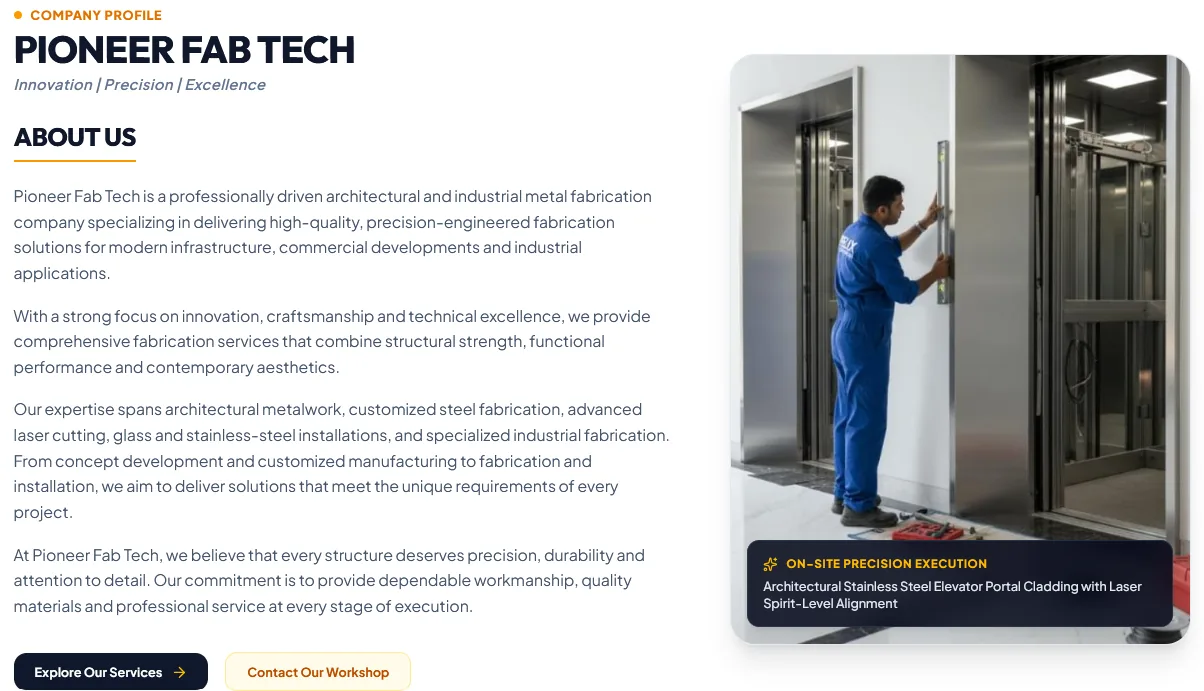 COMPANY PROFILE
PIONEER FAB TECH
Innovation | Precision | Excellence
ABOUT US
Pioneer Fab Tech is a professionally driven architectural and industrial metal fabrication
company specializing in delivering high-quality, precision-engineered fabrication
solutions for modern infrastructure, commercial developments and industrial
applications.
With a strong focus on innovation, craftsmanship and technical excellence, we provide
comprehensive fabrication services that combine structural strength, functional
performance and contemporary aesthetics.
Our expertise spans architectural metalwork, customized steel fabrication, advanced
laser cutting, glass and stainless-steel installations, and specialized industrial fabrication.
From concept development and customized manufacturing to fabrication and
installation, we aim to deliver solutions that meet the unique requirements of every
project.
At Pioneer Fab Tech, we believe that every structure deserves precision, durability and
attention to detail. Our commitment is to provide dependable workmanship, quality
materials and professional service at every stage of execution.
Explore Our Services →
Contact Our Workshop
ON-SITE PRECISION EXECUTION
Architectural Stainless Steel Elevator Portal Cladding with Laser
Spirit-Level Alignment